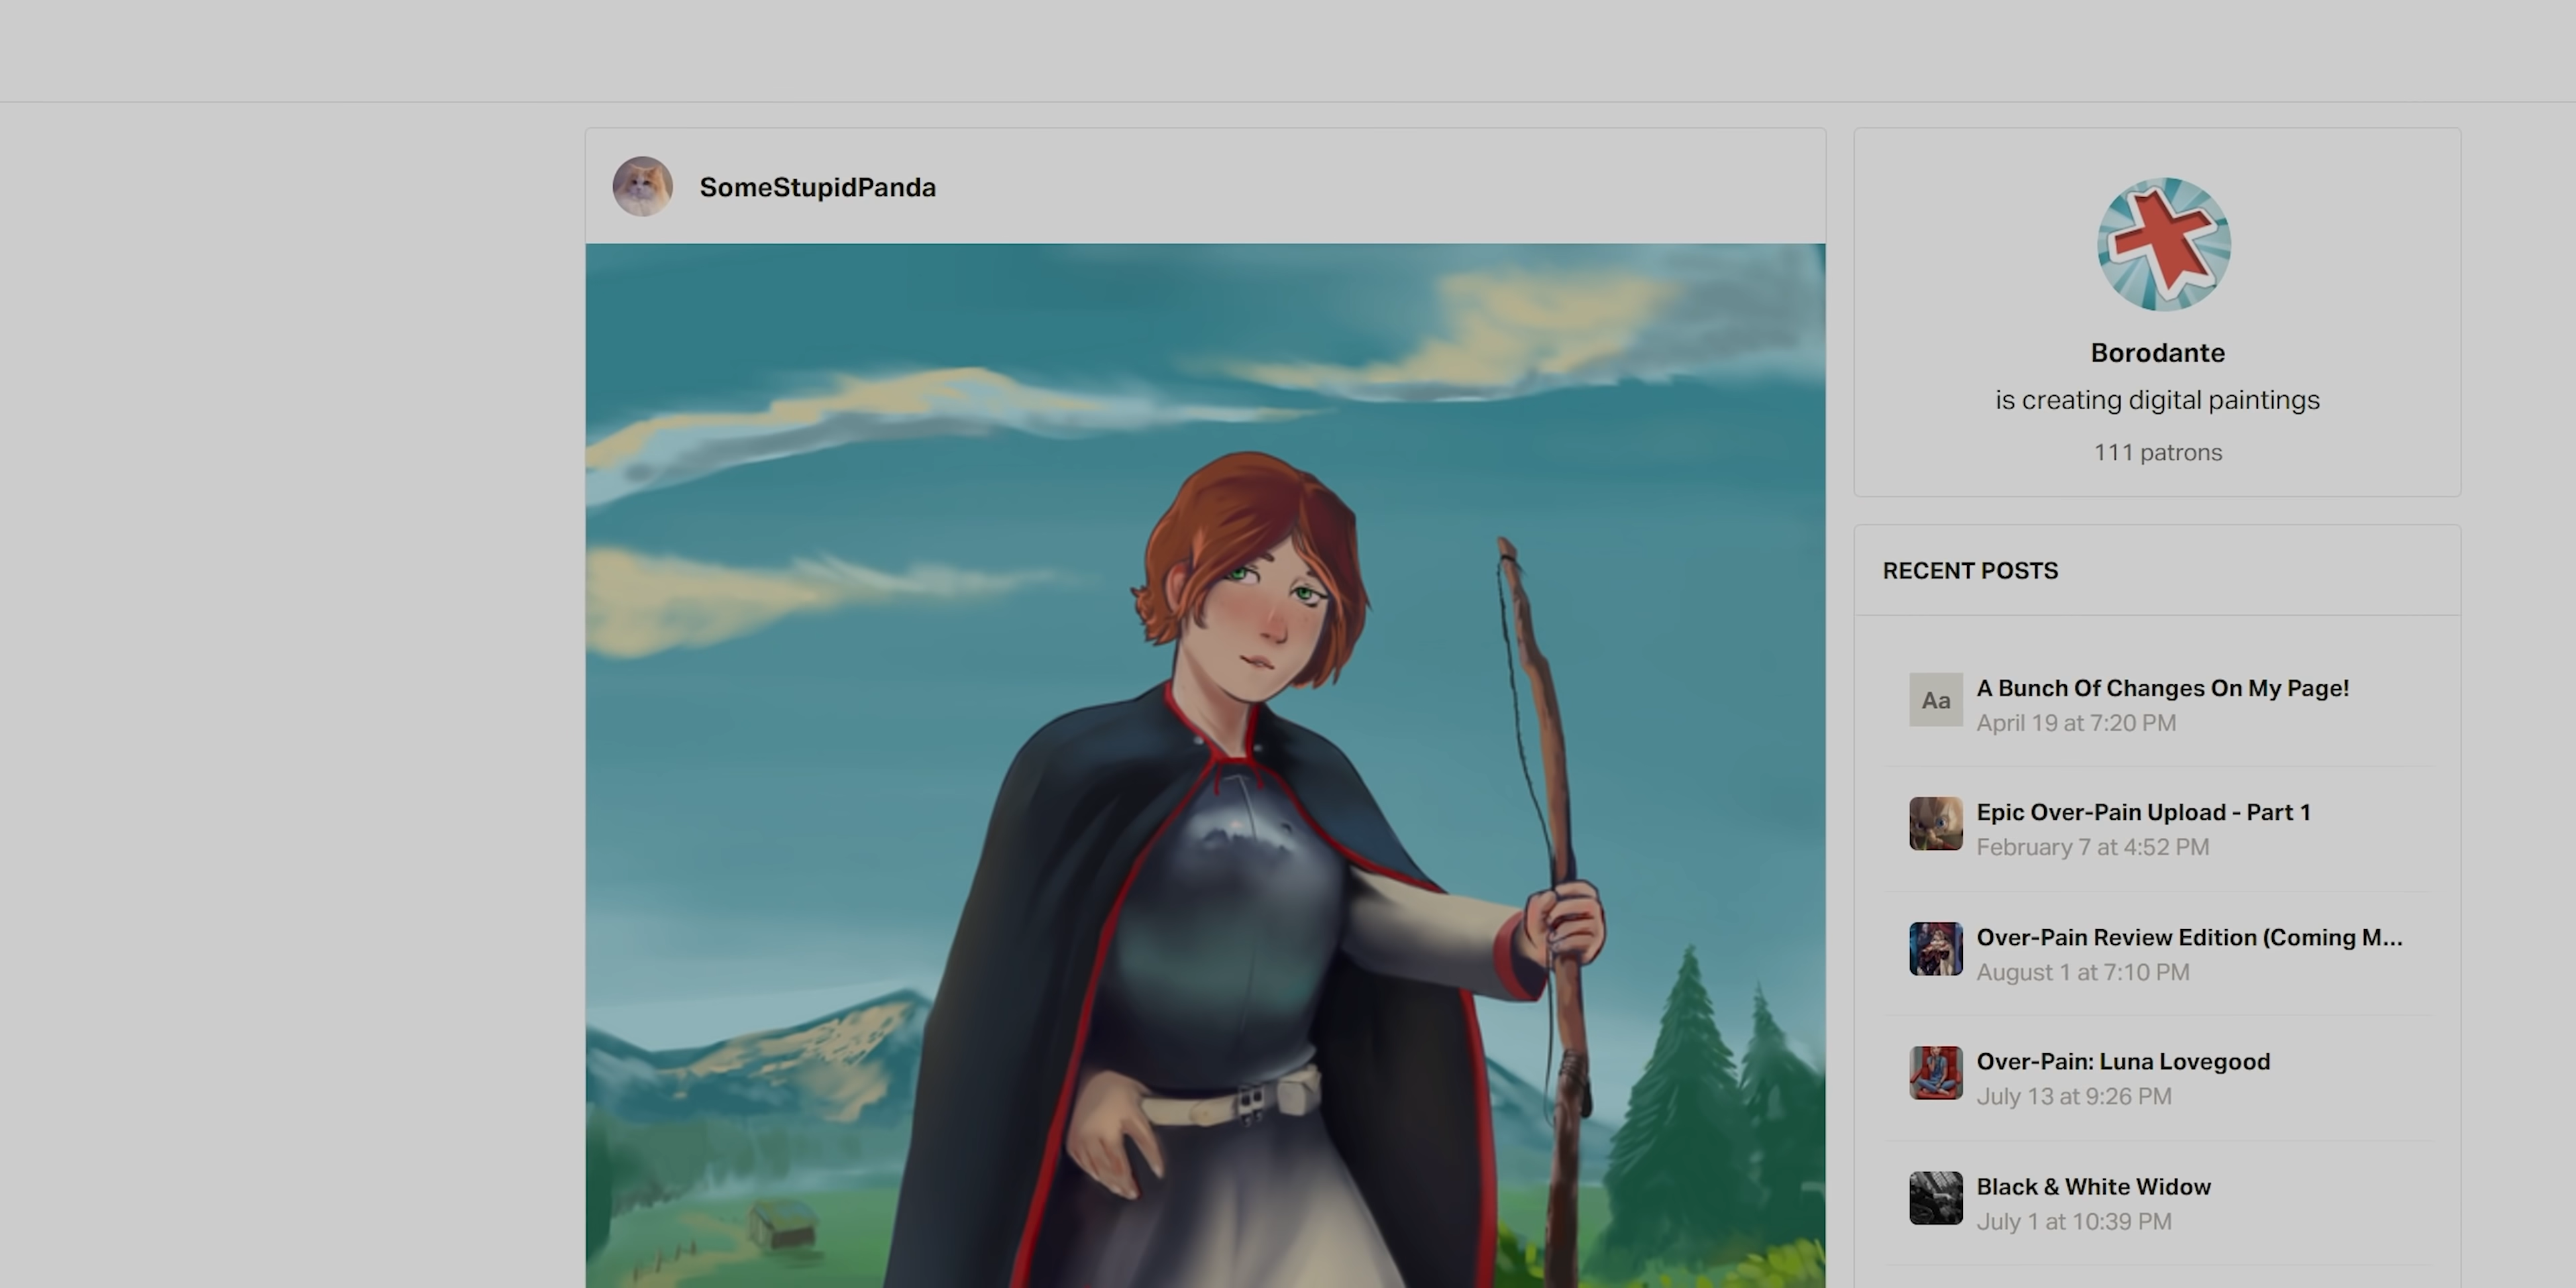 SomeStupidPanda
Borodante
is creating digital paintings
111 patrons
RECENT POSTS
Aa
A Bunch Of Changes On My Page!
April 19 at 7:20 PM
Epic Over-Pain Upload - Part 1
February 7 at 4:52 PM
Over-Pain Review Edition (Coming M...
August 1 at 7:10 PM
Over-Pain: Luna Lovegood
July 13 at 9:26 PM
Black & White Widow
July 1 at 10:39 PM